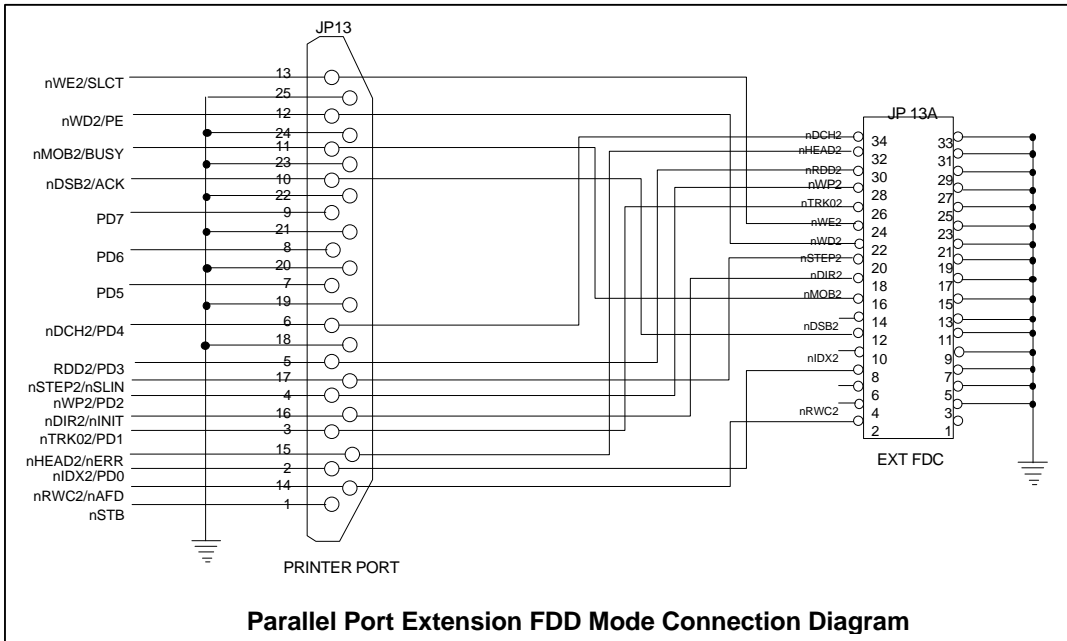 JP13
nWE2/SLCT
nWD2/PE
nMOB2/BUSY
nDSB2/ACK
PD7
PD6
PD5
nDCH2/PD4
RDD2/PD3
nSTEP2/nSLIN
nWP2/PD2
nDIR2/nINIT
nTRK02/PD1
nHEAD2/nERR
nIDX2/PD0
nRWC2/nAFD
nSTB
13
25
12
24
11
23
10
22
9
21
8
20
7
19
6
18
5
17
4
16
3
15
2
14
1
PRINTER PORT
JP 13A
nDCH2
nHEAD2
nRDD2
nWP2
nTRK02
nWE2
nWD2
nSTEP2
nDIR2
nMOB2
nDSB2
nIDX2
nRWC2
34 33
32 31
30 29
28 27
26 25
24 23
22 21
20 19
18 17
16 15
14 13
12 11
10 9
8 7
6 5
4 3
2 1
EXT FDC
Parallel Port Extension FDD Mode Connection Diagram